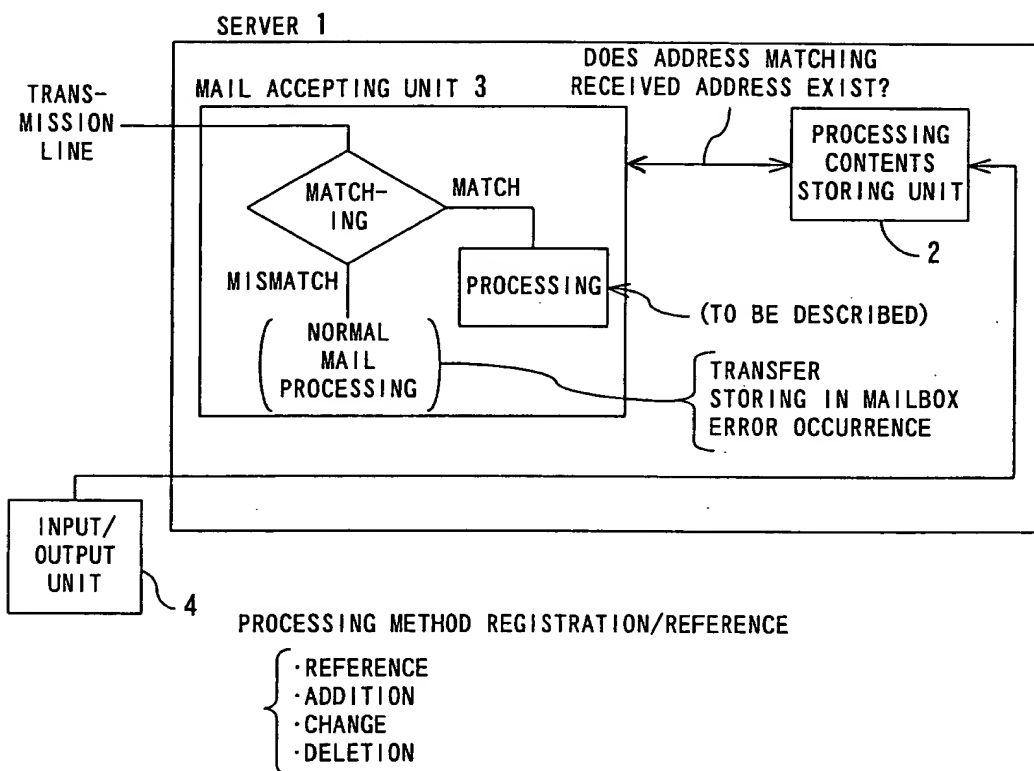 SERVER 1
TRANS-
MISSION
LINE
MAIL ACCEPTING UNIT 3
DOES ADDRESS MATCHING
RECEIVED ADDRESS EXIST?
MATCH-
ING
MATCH
MISMATCH
PROCESSING
(TO BE DESCRIBED)
NORMAL
MAIL
PROCESSING
TRANSFER
STORING IN MAILBOX
ERROR OCCURRENCE
PROCESSING
CONTENTS
STORING UNIT
2
INPUT/
OUTPUT
UNIT
4
PROCESSING METHOD REGISTRATION/REFERENCE
·REFERENCE
·ADDITION
·CHANGE
·DELETION